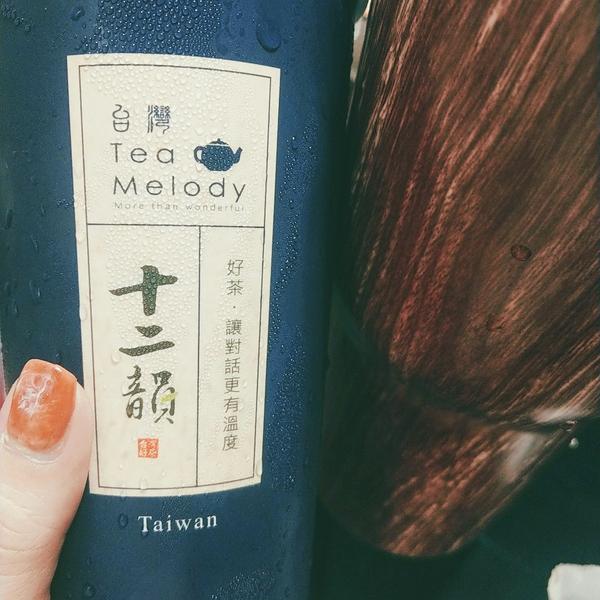 台灣
Tea
Melody
More than wonderful
十二韻
好茶·讓對話更有溫度
Taiwan